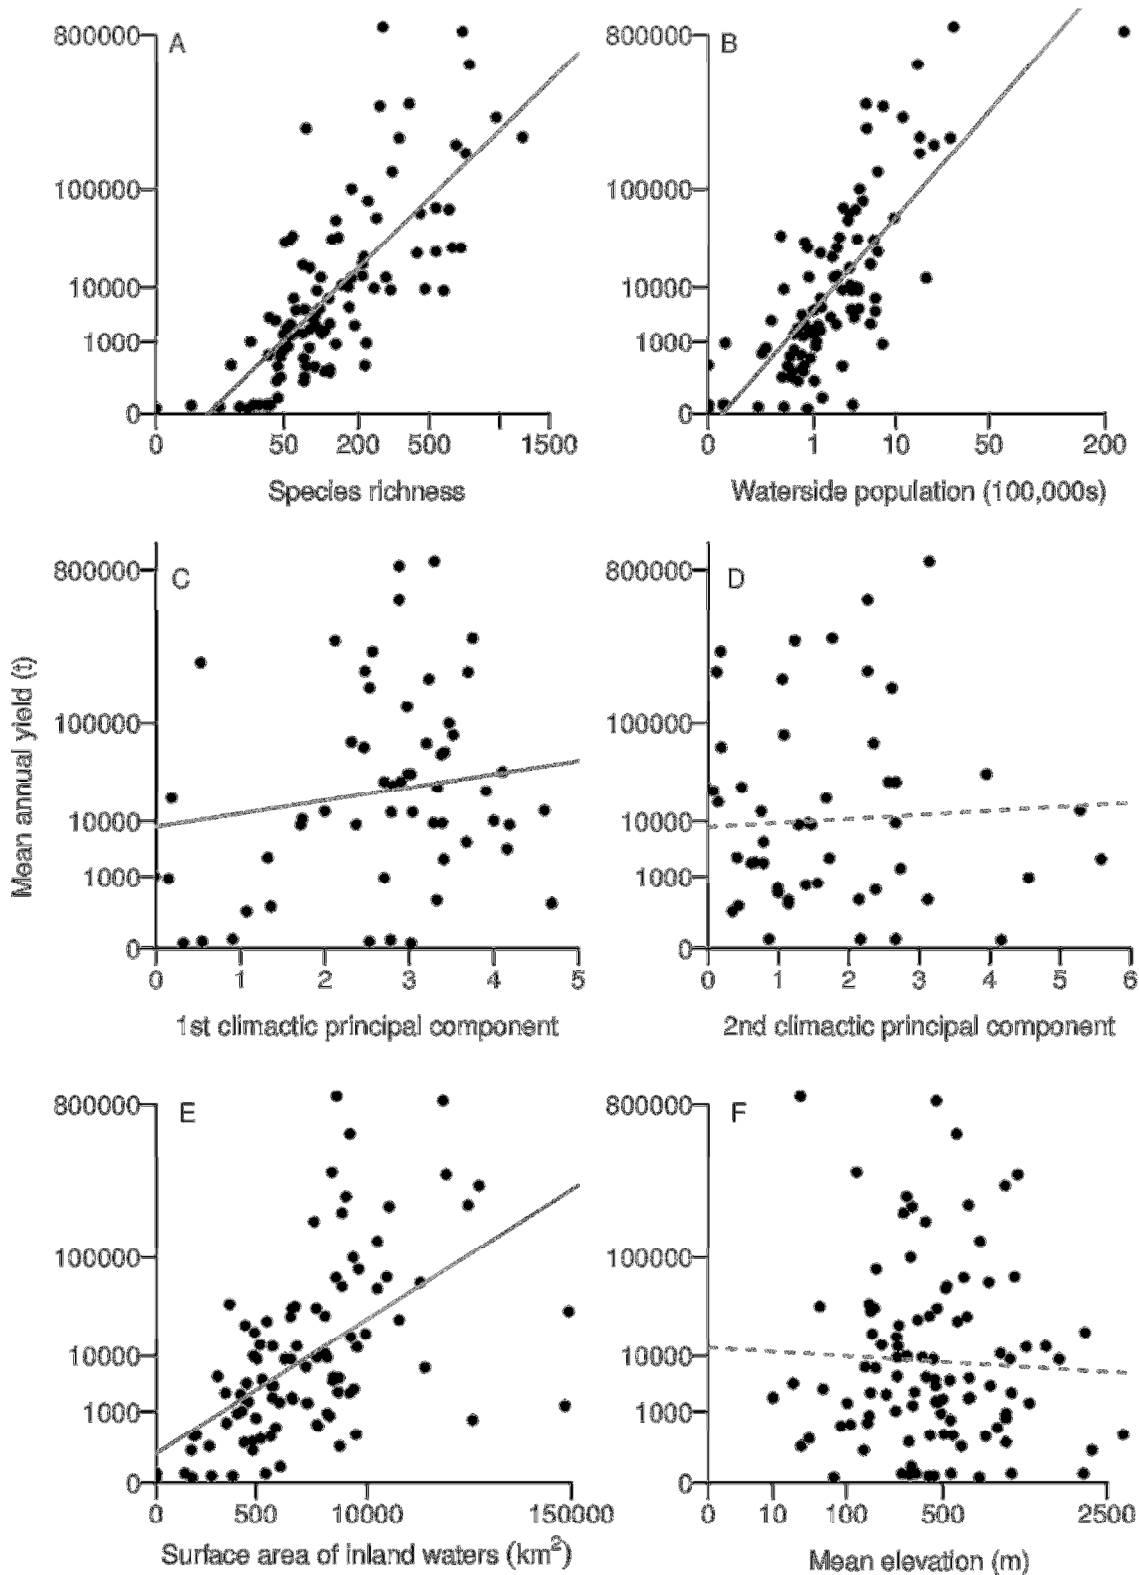 A
800000
100000
10000
1000
0
0 50 200 500 1500
Species richness
B
800000
100000
10000
1000
0
0 1 10 50 200
Waterside population (100,000s)
Mean annual yield (t)
C
800000
100000
10000
1000
0
0 1 2 3 4 5
1st climactic principal component
D
800000
100000
10000
1000
0
0 1 2 3 4 5 6
2nd climactic principal component
E
800000
100000
10000
1000
0
0 500 10000 150000
Surface area of inland waters (km²)
F
800000
100000
10000
1000
0
0 10 100 500 2500
Mean elevation (m)